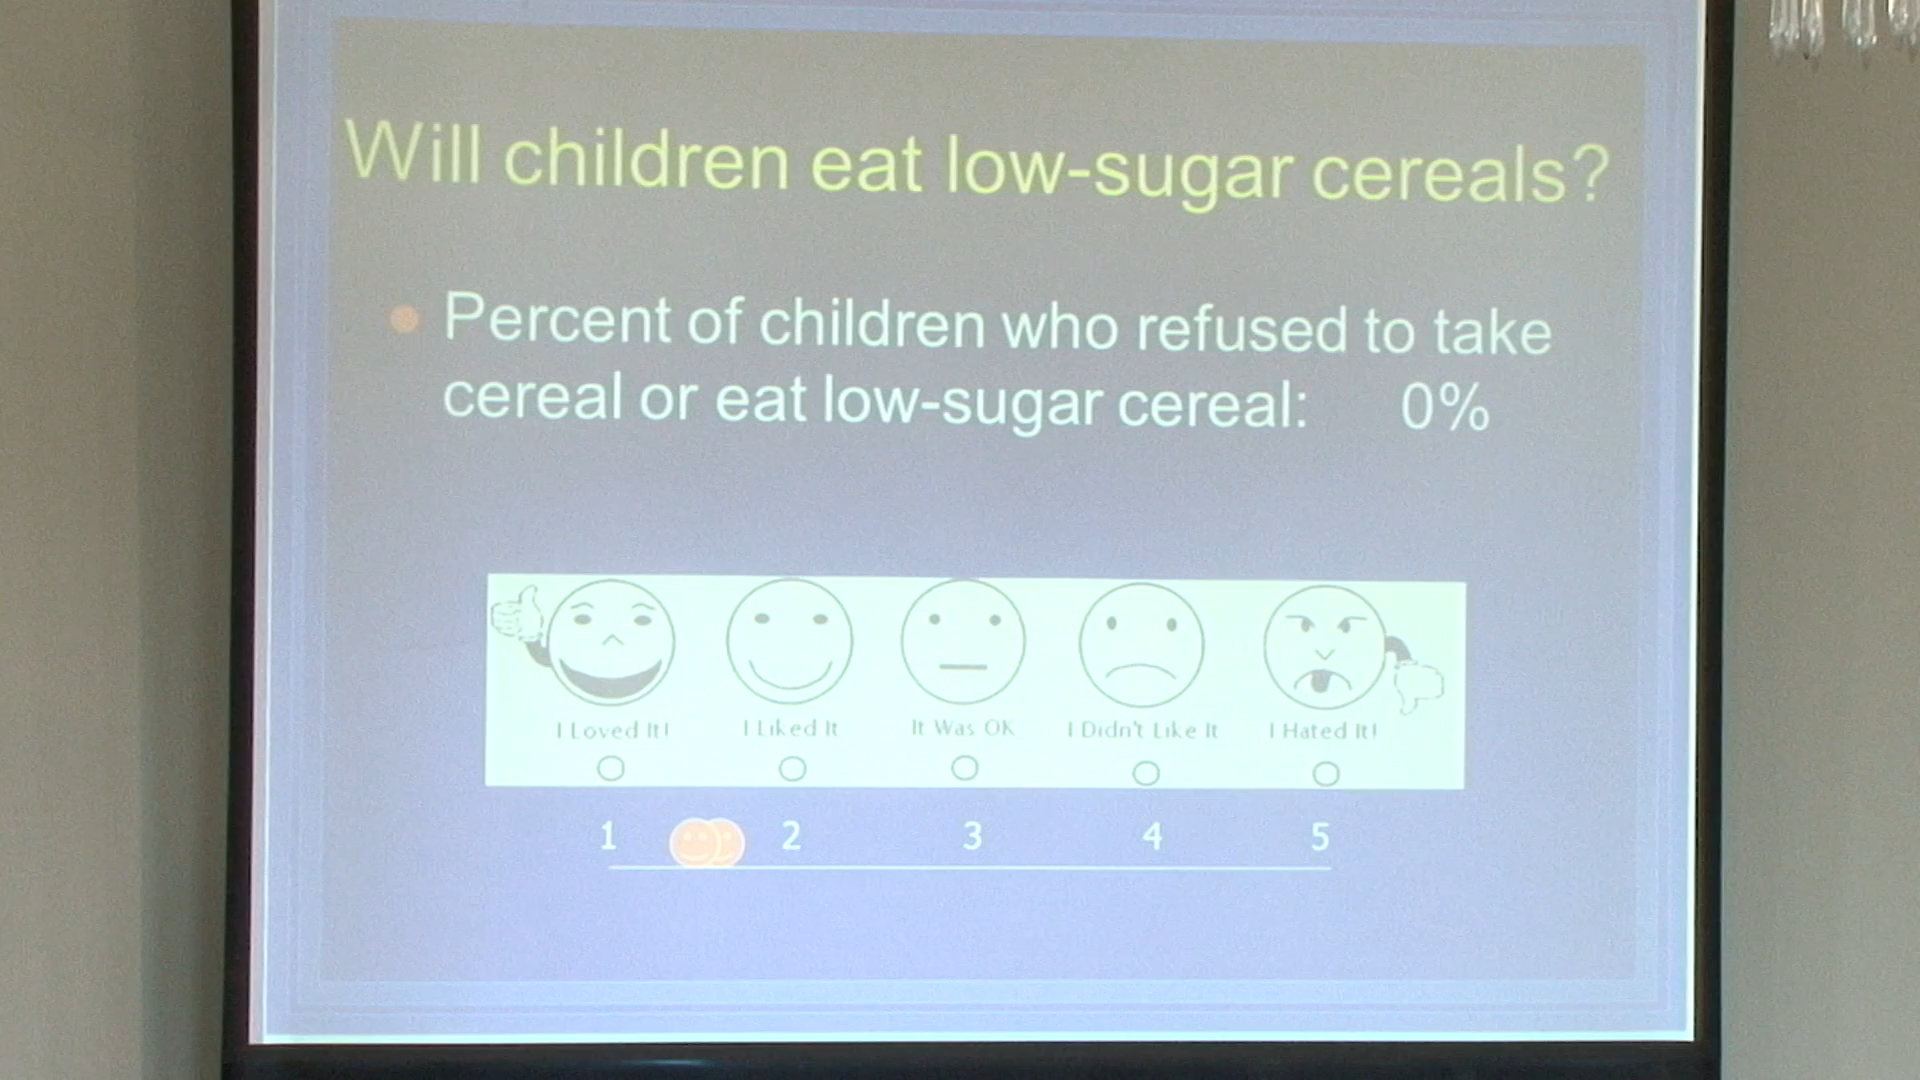 Will children eat low-sugar cereals?
Percent of children who refused to take
cereal or eat low-sugar cereal: 0%
I Loved It! I Liked It It Was OK I Didn't Like It I Hated It!
1 2 3 4 5